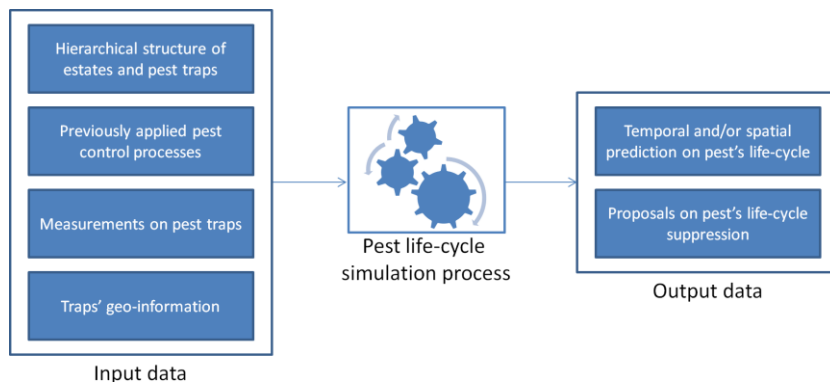 Hierarchical structure of
estates and pest traps
Previously applied pest
control processes
Measurements on pest traps
Traps' geo-information
Input data
Pest life-cycle
simulation process
Temporal and/or spatial
prediction on pest's life-cycle
Proposals on pest's life-cycle
suppression
Output data